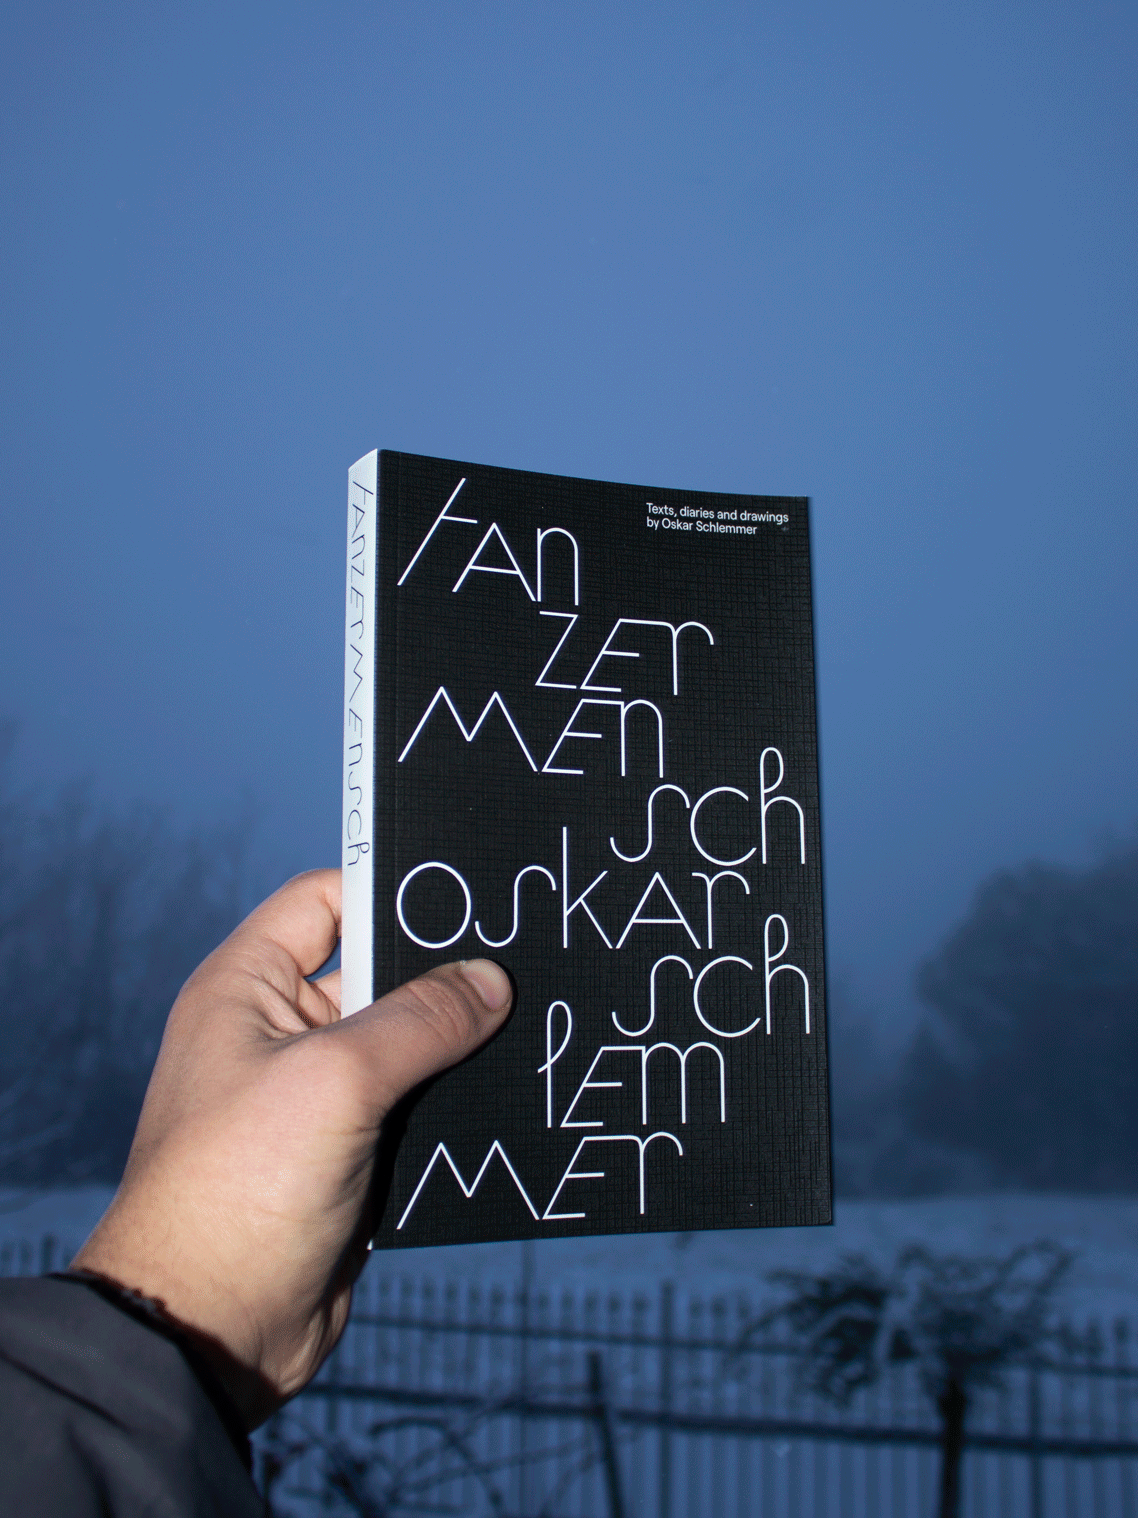 tanzermensch
Texts, diaries and drawings
by Oskar Schlemmer
tAn
zEr
MEn
sch
oskAr
sch
lEm
MEr